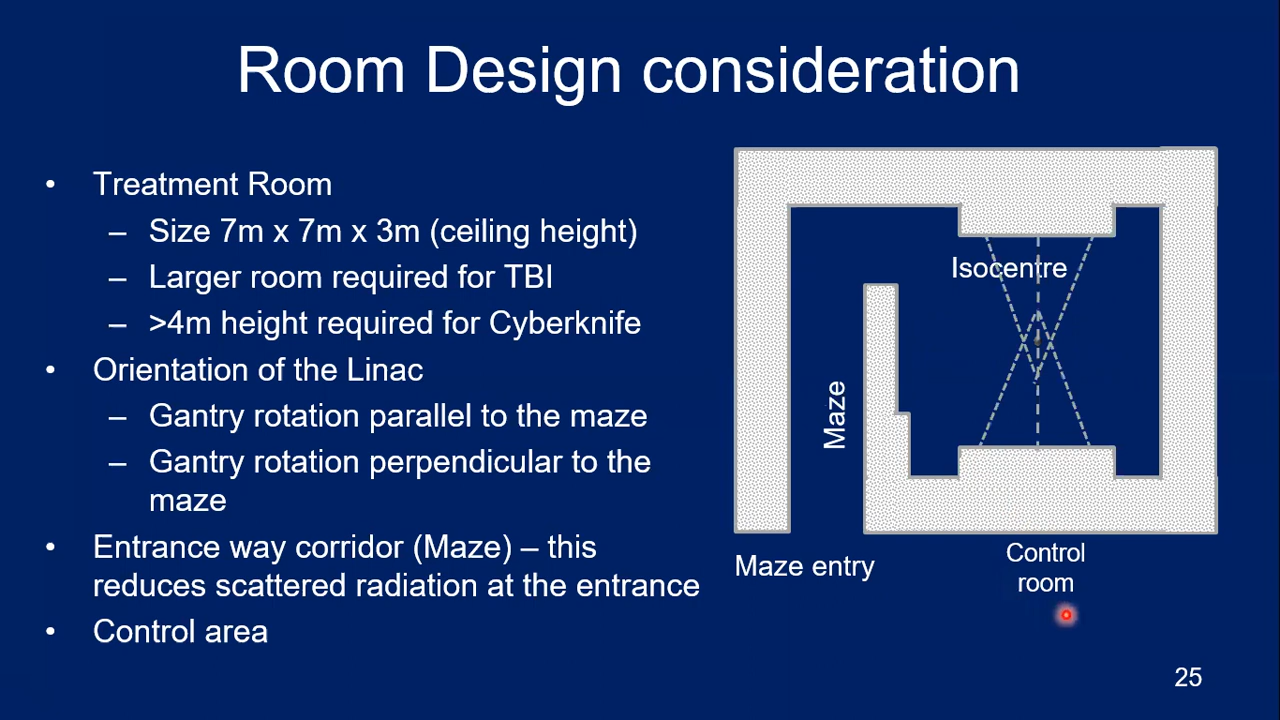 Room Design consideration
• Treatment Room
– Size 7m x 7m x 3m (ceiling height)
– Larger room required for TBI
– >4m height required for Cyberknife
• Orientation of the Linac
– Gantry rotation parallel to the maze
– Gantry rotation perpendicular to the
maze
• Entrance way corridor (Maze) – this
reduces scattered radiation at the entrance
• Control area
Isocentre
Maze
Maze entry
Control
room
25